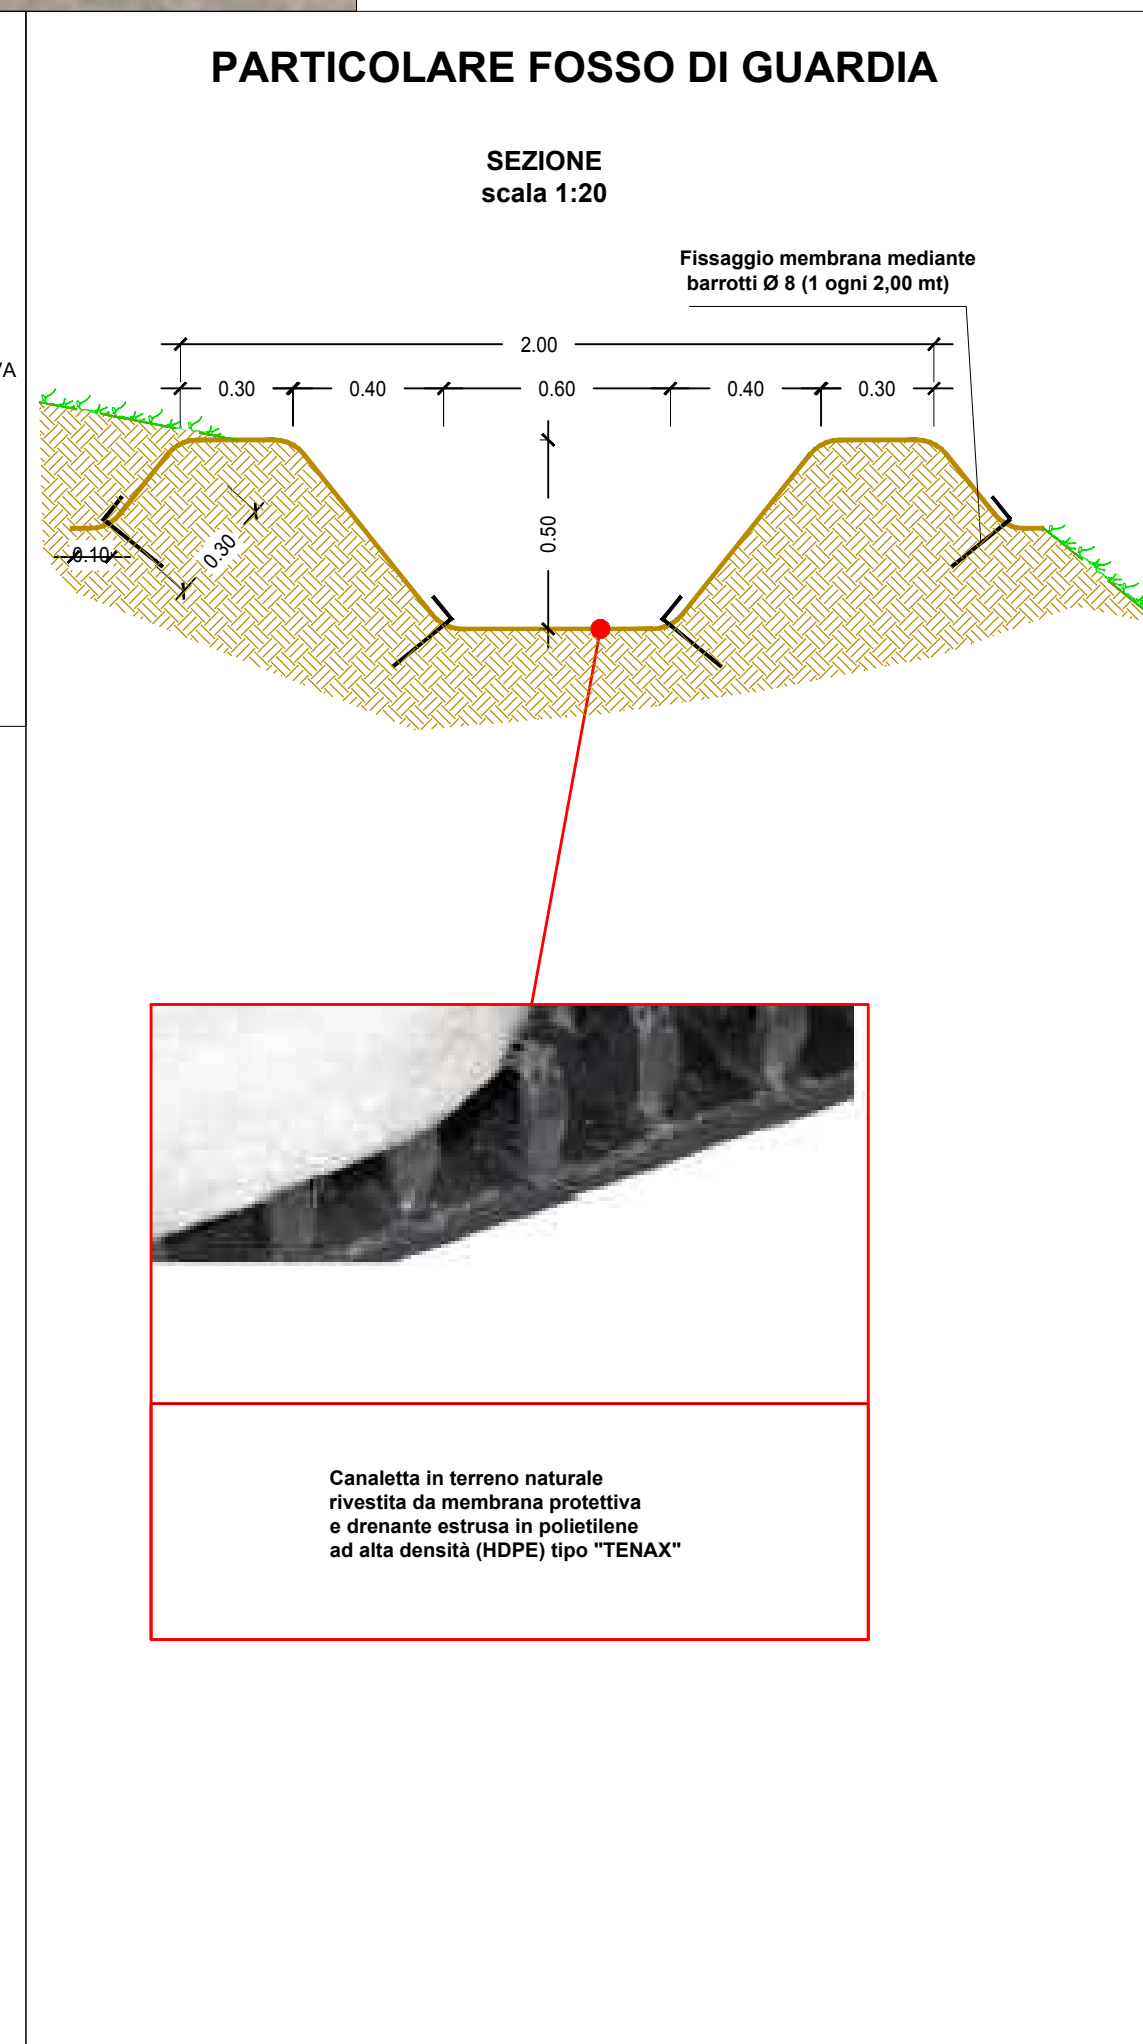 PARTICOLARE FOSSO DI GUARDIA
SEZIONE
scala 1:20
Fissaggio membrana mediante
barrotti Ø 8 (1 ogni 2,00 mt)
2.00
0.30 0.40 0.60 0.40 0.30
0.50
0.30
0.10
Canaletta in terreno naturale
rivestita da membrana protettiva
e drenante estrusa in polietilene
ad alta densità (HDPE) tipo "TENAX"